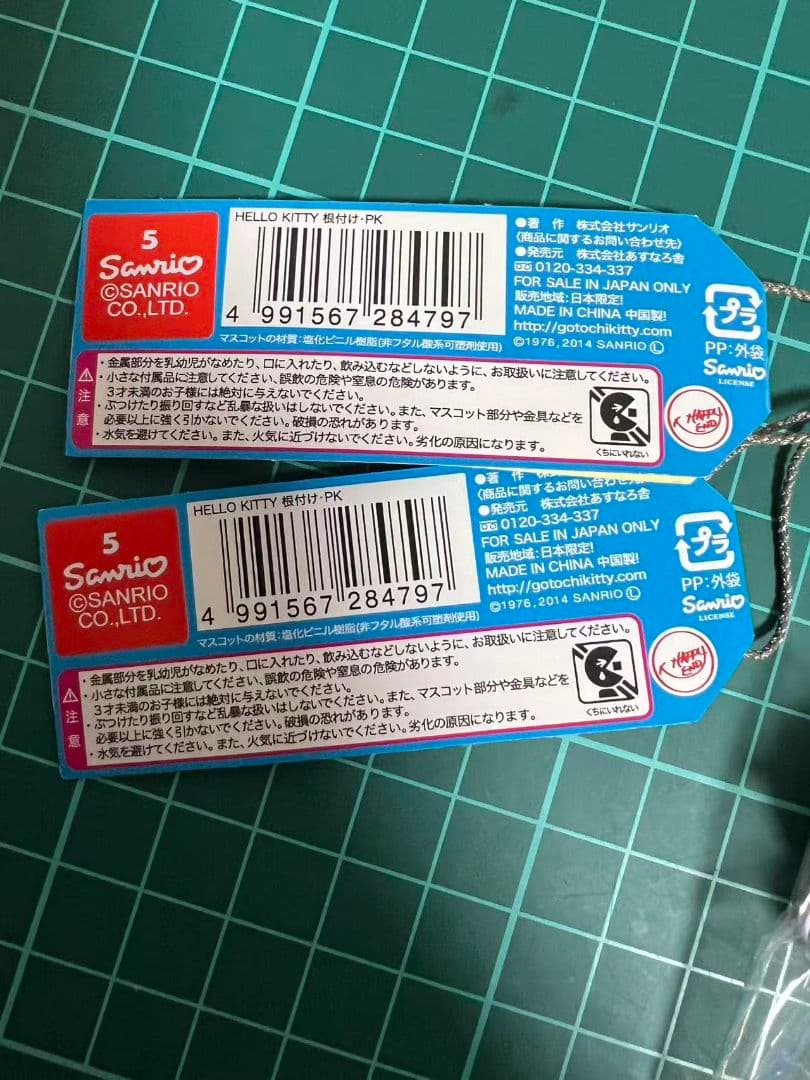 5
Sanrio
©SANRIO
CO.,LTD.
HELLO KITTY 根付け・PK
4 991567 284797
マスコットの材質:塩化ビニル樹脂(非フタル酸系可塑剤使用)
●著 作 株式会社サンリオ
〈商品に関するお問い合わせ先〉
●発売元 株式会社あすなろ舎
0120-334-337
FOR SALE IN JAPAN ONLY
販売地域:日本限定!
MADE IN CHINA 中国製!
http://gotochikitty.com
©1976, 2014 SANRIO Ⓛ
プラ
PP:外袋
Sanrio
LICENSE
注意
・金属部分を乳幼児がなめたり、口に入れたり、飲み込むなどしないように、お取扱いに注意してください。
・小さな付属品に注意してください、誤飲の危険や窒息の危険があります。
3才未満のお子様には絶対に与えないでください。
・ぶつけたり振り回すなど乱暴な扱いはしないでください。また、マスコット部分や金具などを
必要以上に強く引かないでください。破損の恐れがあります。
・水気を避けてください。また、火気に近づけないでください。劣化の原因になります。
くちにいれない
HAPPY
END
5
Sanrio
©SANRIO
CO.,LTD.
HELLO KITTY 根付け・PK
4 991567 284797
マスコットの材質:塩化ビニル樹脂(非フタル酸系可塑剤使用)
●著 作
〈商品に関するお問い合わせ先
●発売元 株式会社あすなろ舎
0120-334-337
FOR SALE IN JAPAN ONLY
販売地域:日本限定!
MADE IN CHINA 中国製!
http://gotochikitty.com
©1976, 2014 SANRIO Ⓛ
プラ
PP:外袋
Sanrio
LICENSE
注意
・金属部分を乳幼児がなめたり、口に入れたり、飲み込むなどしないように、お取扱いに注意してください。
・小さな付属品に注意してください、誤飲の危険や窒息の危険があります。
3才未満のお子様には絶対に与えないでください。
・ぶつけたり振り回すなど乱暴な扱いはしないでください。また、マスコット部分や金具などを
必要以上に強く引かないでください。破損の恐れがあります。
・水気を避けてください。また、火気に近づけないでください。劣化の原因になります。
くちにいれない
HAPPY
END